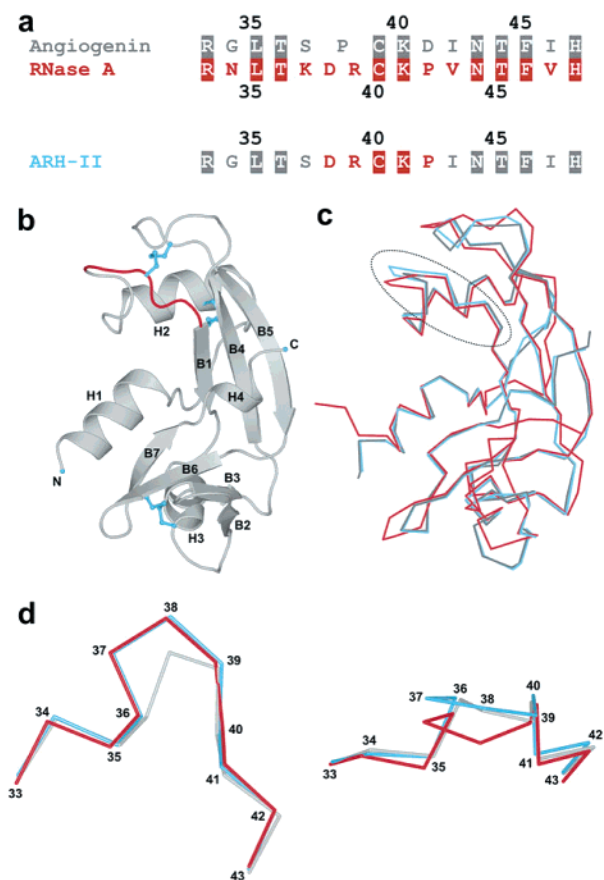 a
35 40 45
Angiogenin R G L T S P C K D I N T F I H
RNase A R N L T K D R C K P V N T F V H
35 40 45
35 40 45
ARH-II R G L T S D R C K P I N T F I H
b
c
H2
B5
B1
B4
C
H1
H4
B7
N
B6
B3
H3
B2
d
38
37
39
34
36
40
35
33
41
42
43
40
37
36
38
39
34
42
33
35
41
43